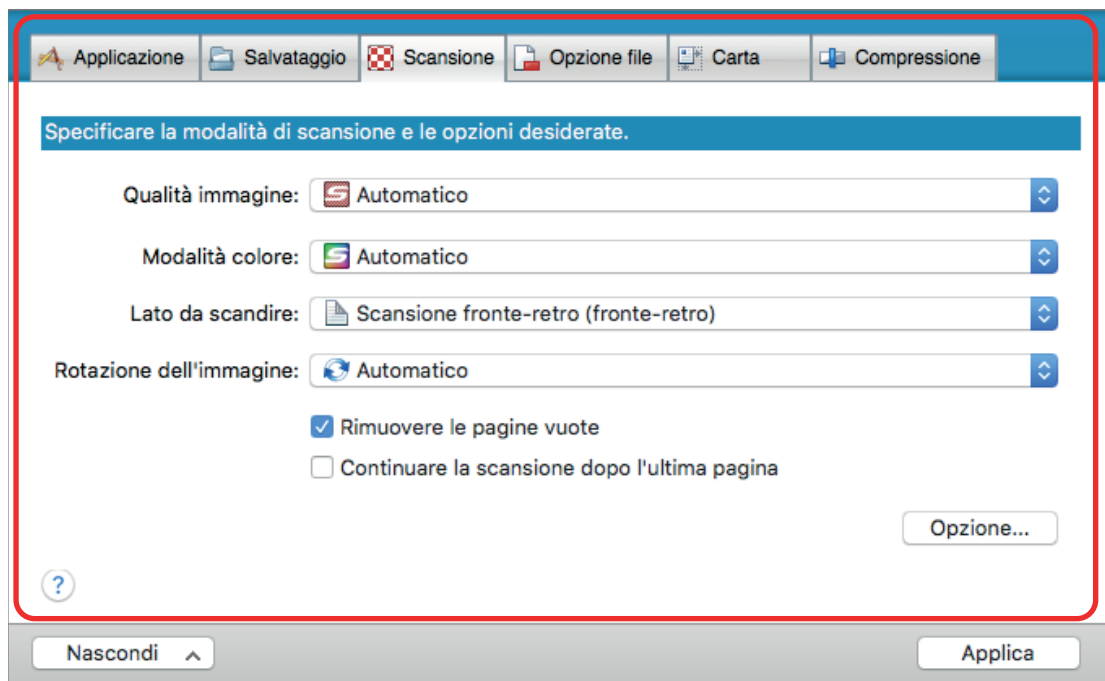 Applicazione Salvataggio Scansione Opzione file Carta Compressione
Specificare la modalità di scansione e le opzioni desiderate.
Qualità immagine: Automatico
Modalità colore: Automatico
Lato da scandire: Scansione fronte-retro (fronte-retro)
Rotazione dell'immagine: Automatico
Rimuovere le pagine vuote
Continuare la scansione dopo l'ultima pagina
Opzione...
?
Nascondi Applica